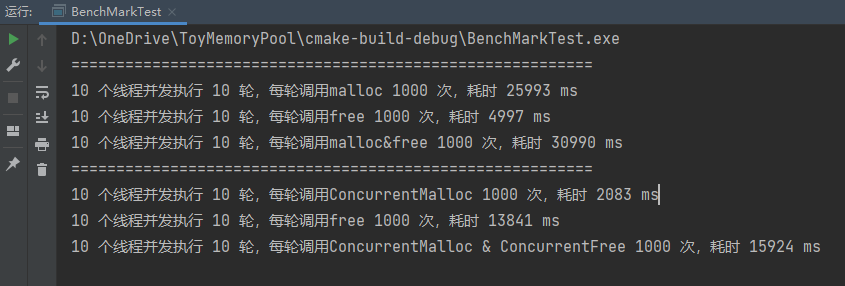 运行: BenchMarkTest ×
D:\OneDrive\ToyMemoryPool\cmake-build-debug\BenchMarkTest.exe
==========================================================
10 个线程并发执行 10 轮，每轮调用malloc 1000 次，耗时 25993 ms
10 个线程并发执行 10 轮，每轮调用free 1000 次，耗时 4997 ms
10 个线程并发执行 10 轮，每轮调用malloc&free 1000 次，耗时 30990 ms
==========================================================
10 个线程并发执行 10 轮，每轮调用ConcurrentMalloc 1000 次，耗时 2083 ms
10 个线程并发执行 10 轮，每轮调用free 1000 次，耗时 13841 ms
10 个线程并发执行 10 轮，每轮调用ConcurrentMalloc & ConcurrentFree 1000 次，耗时 15924 ms